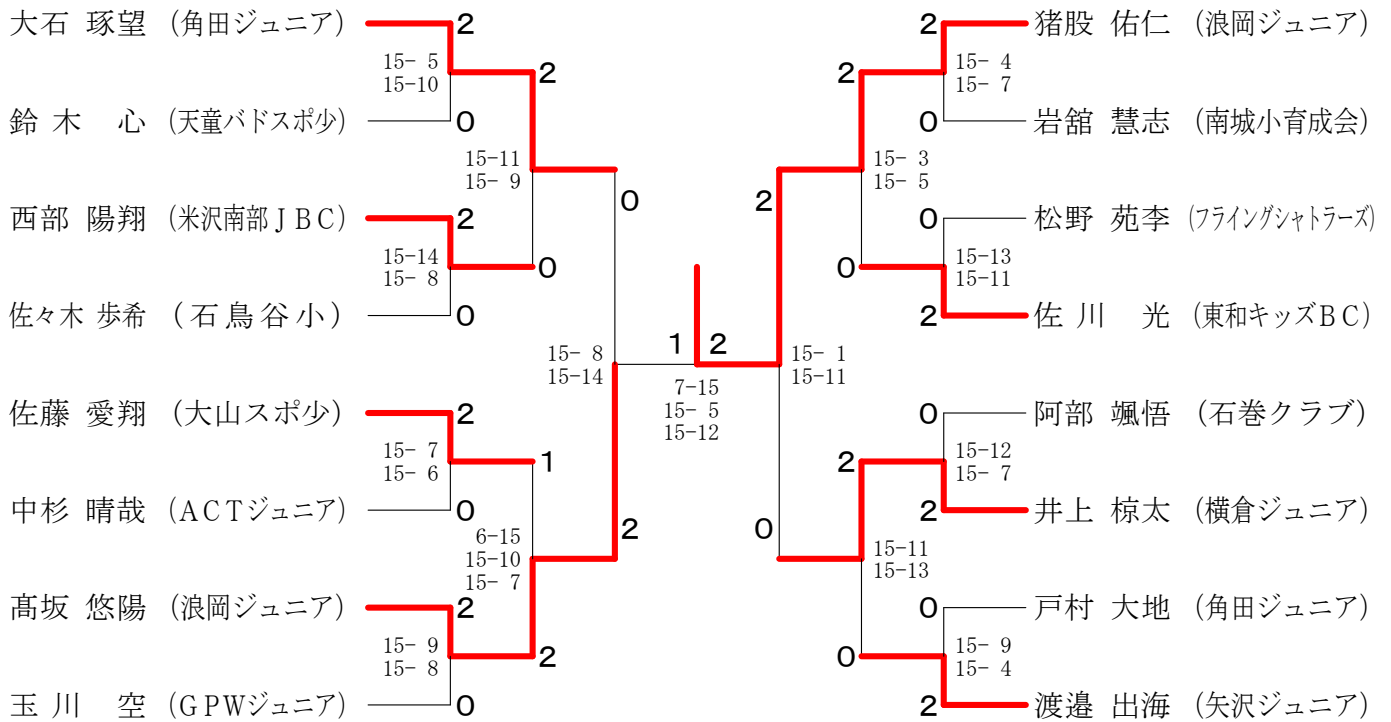 大石 琢望 (角田ジュニア) 2
15- 5
15-10
2
鈴木 心 (天童バドスポ少) 0
15-11
15- 9
0
西部 陽翔 (米沢南部JBC) 2
15-14
15- 8
0
佐々木 歩希 (石鳥谷小) 0
15- 8
15-14
佐藤 愛翔 (大山スポ少) 2
15- 7
15- 6
1
中杉 晴哉 (ACTジュニア) 0
6-15
15-10
15- 7
2
髙坂 悠陽 (浪岡ジュニア) 2
15- 9
15- 8
2
玉川 空 (GPWジュニア) 0
1 2
7-15
15- 5
15-12
2 猪股 佑仁 (浪岡ジュニア)
2
15- 4
15- 7
0 岩舘 慧志 (南城小育成会)
15- 3
15- 5
2
0 松野 苑李 (フライングシャトラーズ)
0
15-13
15-11
2 佐川 光 (東和キッズBC)
15- 1
15-11
0 阿部 颯悟 (石巻クラブ)
2
15-12
15- 7
2 井上 椋太 (横倉ジュニア)
0
15-11
15-13
0 戸村 大地 (角田ジュニア)
0
15- 9
15- 4
2 渡邉 出海 (矢沢ジュニア)